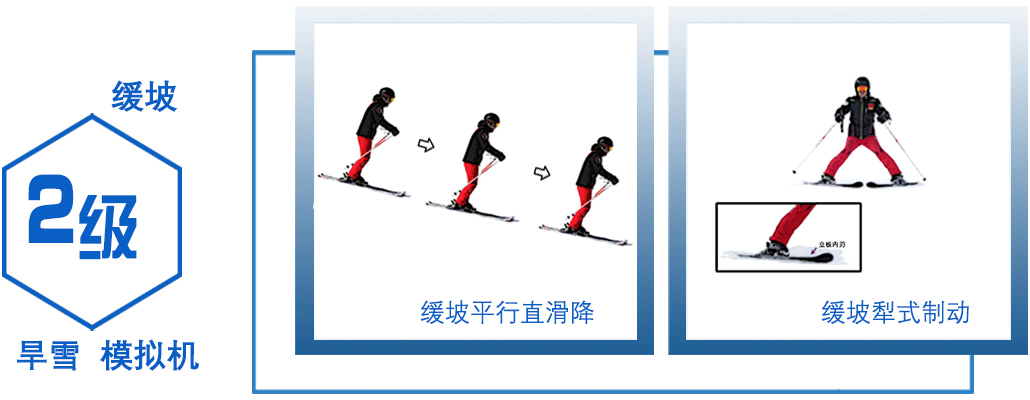 缓坡
2级
旱雪 模拟机
立板内刃
缓坡平行直滑降
缓坡犁式制动